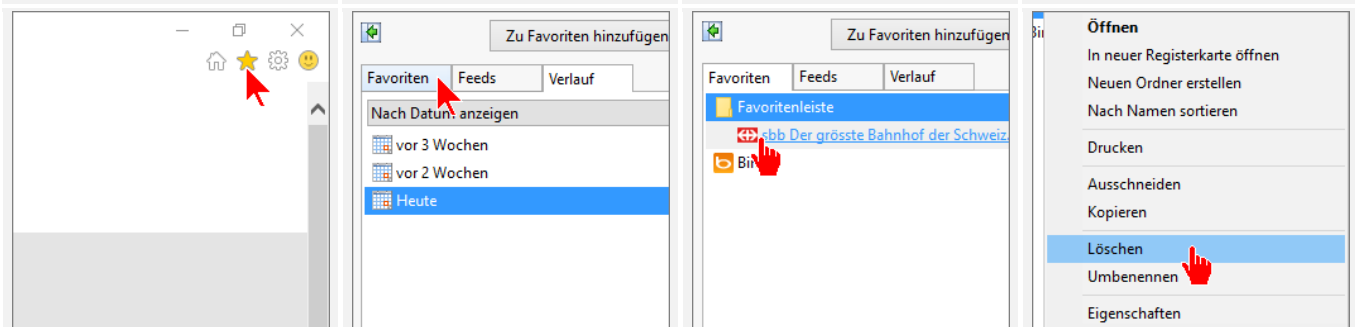 Zu Favoriten hinzufügen
Favoriten
Feeds
Verlauf
Nach Datum anzeigen
vor 3 Wochen
vor 2 Wochen
Heute
Zu Favoriten hinzufügen
Favoriten
Feeds
Verlauf
Favoritenleiste
sbb Der grösste Bahnhof der Schweiz.
Öffnen
In neuer Registerkarte öffnen
Neuen Ordner erstellen
Nach Namen sortieren
Drucken
Ausschneiden
Kopieren
Löschen
Umbenennen
Eigenschaften